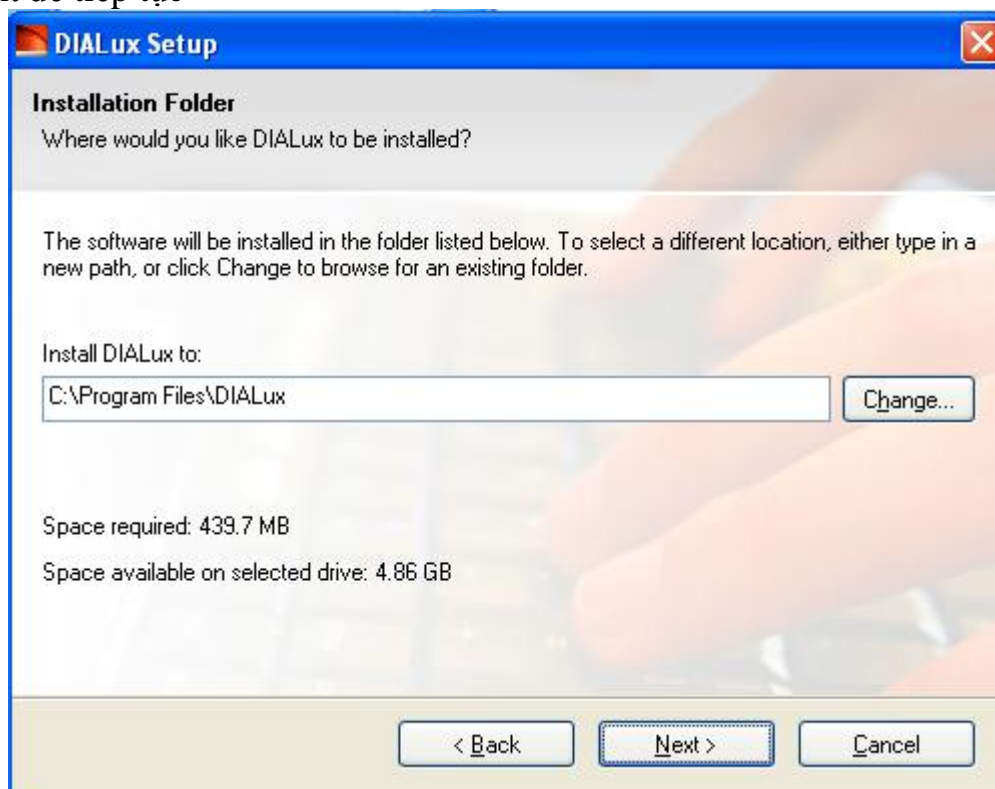 để tiếp tục
DIALux Setup
Installation Folder
Where would you like DIALux to be installed?
The software will be installed in the folder listed below. To select a different location, either type in a
new path, or click Change to browse for an existing folder.
Install DIALux to:
C:\Program Files\DIALux
Change...
Space required: 439.7 MB
Space available on selected drive: 4.86 GB
< Back
Next >
Cancel